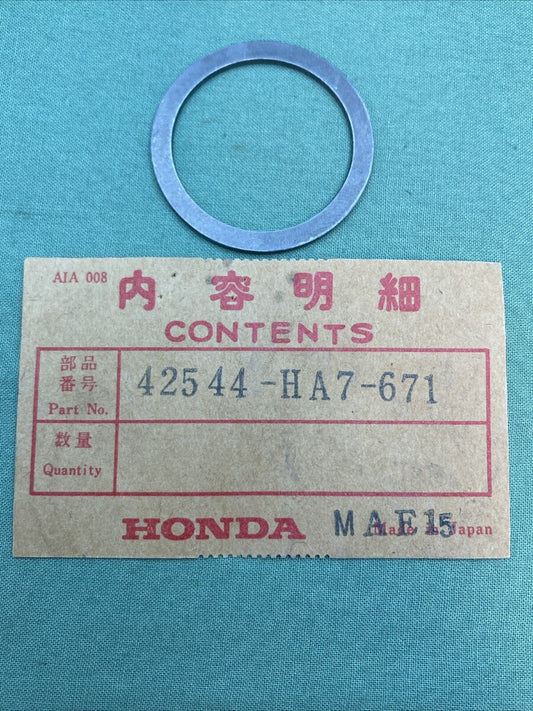 AIA 008
内容明細
CONTENTS
部品
番号
Part No.
42544-HA7-671
数量
Quantity
HONDA
MAE15
Made in Japan